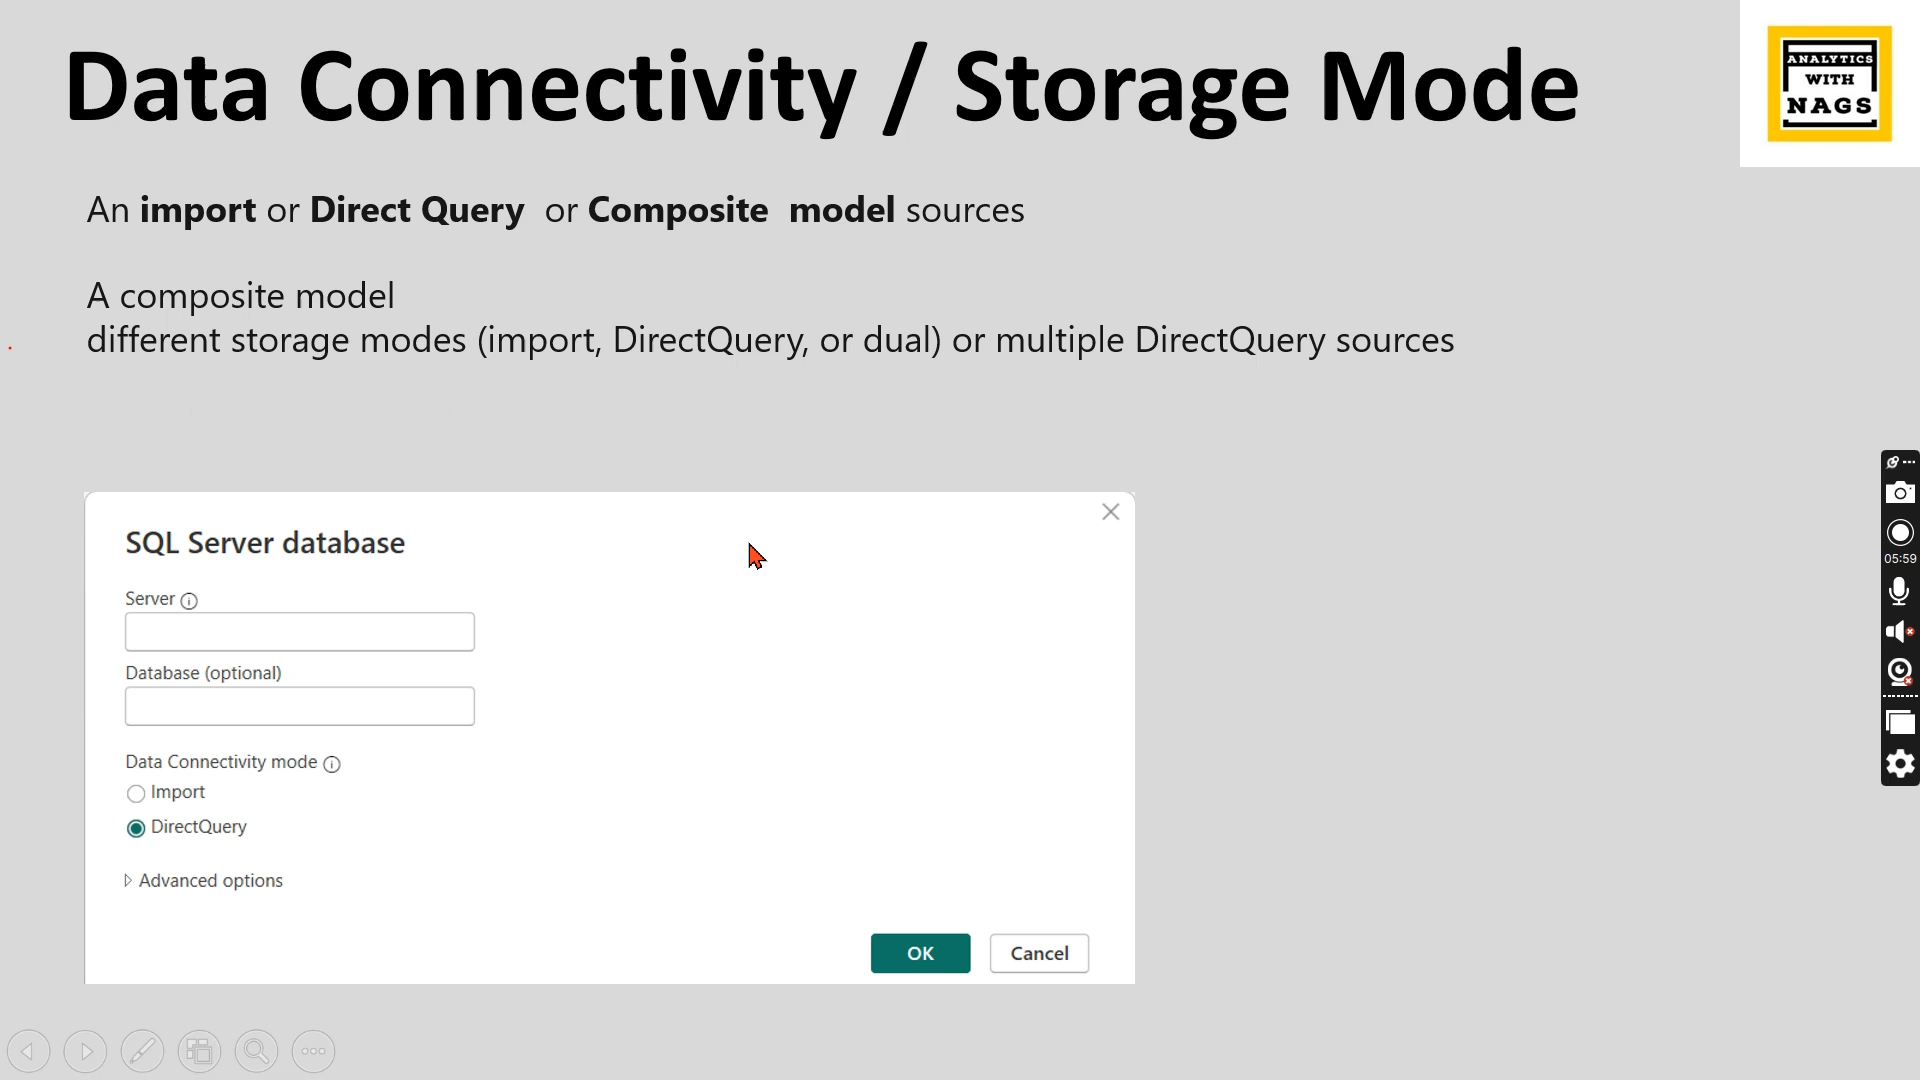 Data Connectivity / Storage Mode
ANALYTICS
WITH
NAGS
An import or Direct Query or Composite model sources
A composite model
different storage modes (import, DirectQuery, or dual) or multiple DirectQuery sources
SQL Server database
Server
Database (optional)
Data Connectivity mode
Import
DirectQuery
Advanced options
OK
Cancel
05:59